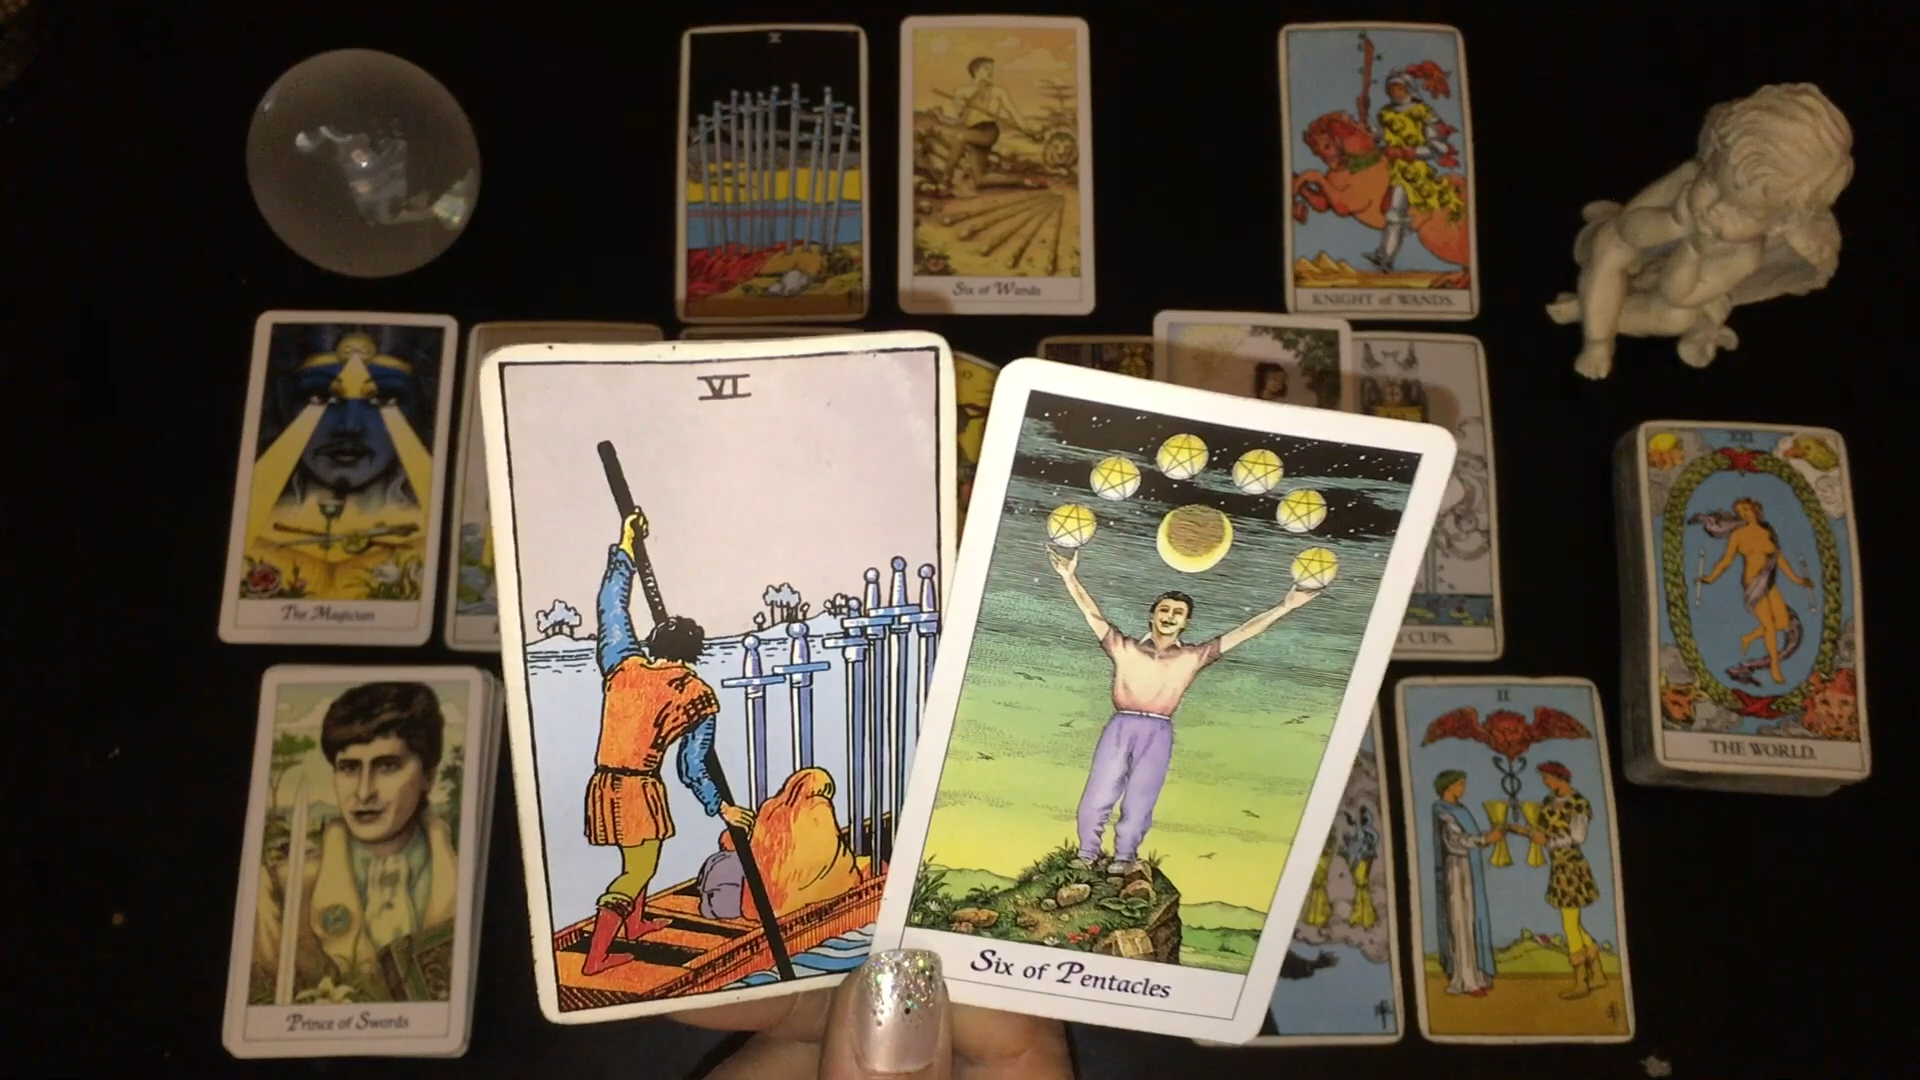 X
Six of Wands
KNIGHT of WANDS.
VI
XXI
The Magician
CUPS.
Six of Pentacles
II
THE WORLD.
Prince of Swords